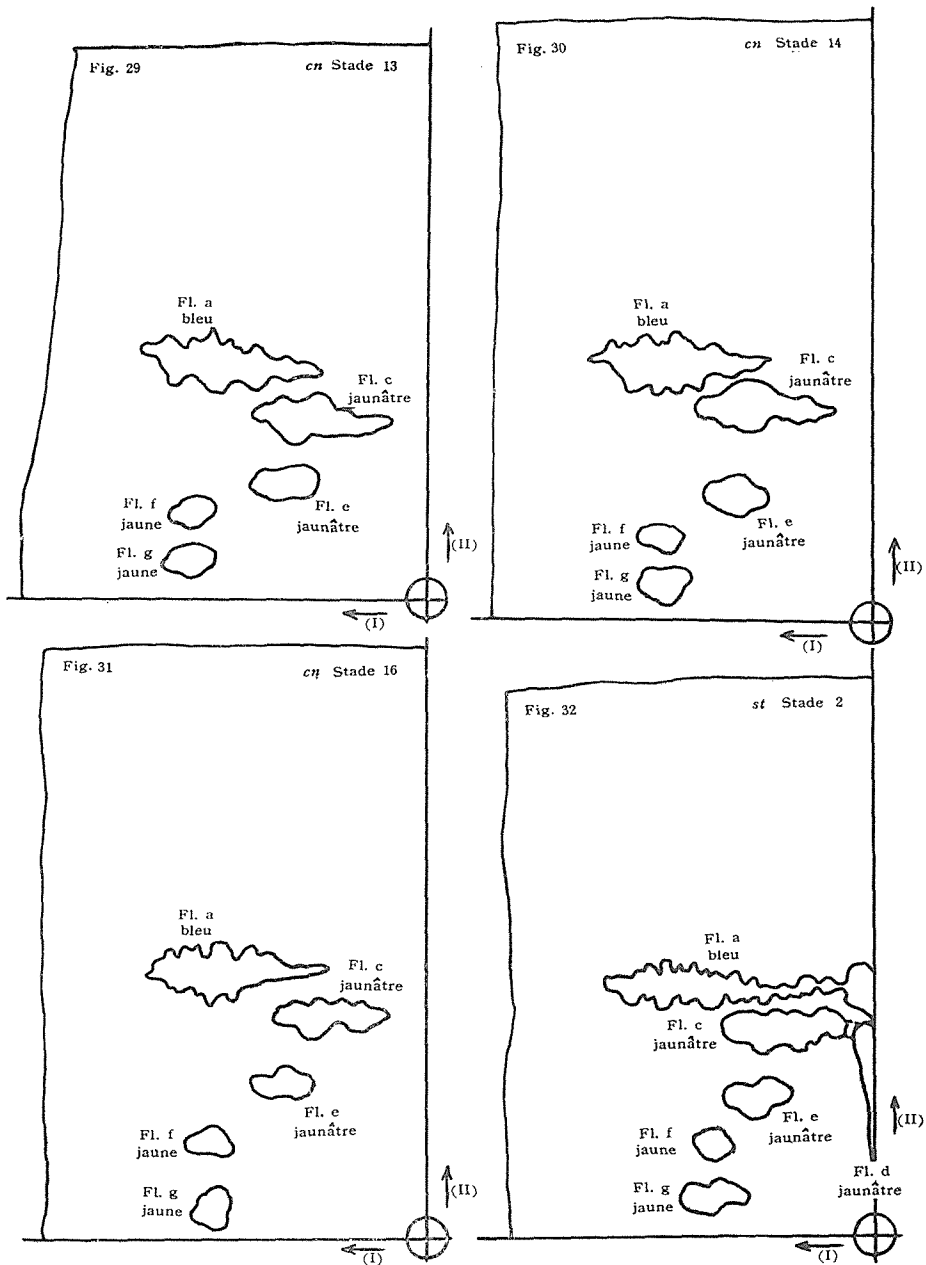 Fig. 29
cn Stade 13
Fl. a
bleu
Fl. c
jaunâtre
Fl. e
jaunâtre
Fl. f
jaune
Fl. g
jaune
(II)
(I)
Fig. 30
cn Stade 14
Fl. a
bleu
Fl. c
jaunâtre
Fl. e
jaunâtre
Fl. f
jaune
Fl. g
jaune
(II)
(I)
Fig. 31
cn Stade 16
Fl. a
bleu
Fl. c
jaunâtre
Fl. e
jaunâtre
Fl. f
jaune
Fl. g
jaune
(II)
(I)
Fig. 32
st Stade 2
Fl. a
bleu
Fl. c
jaunâtre
Fl. e
jaunâtre
Fl. f
jaune
Fl. g
jaune
(II)
Fl. d
jaunâtre
(I)